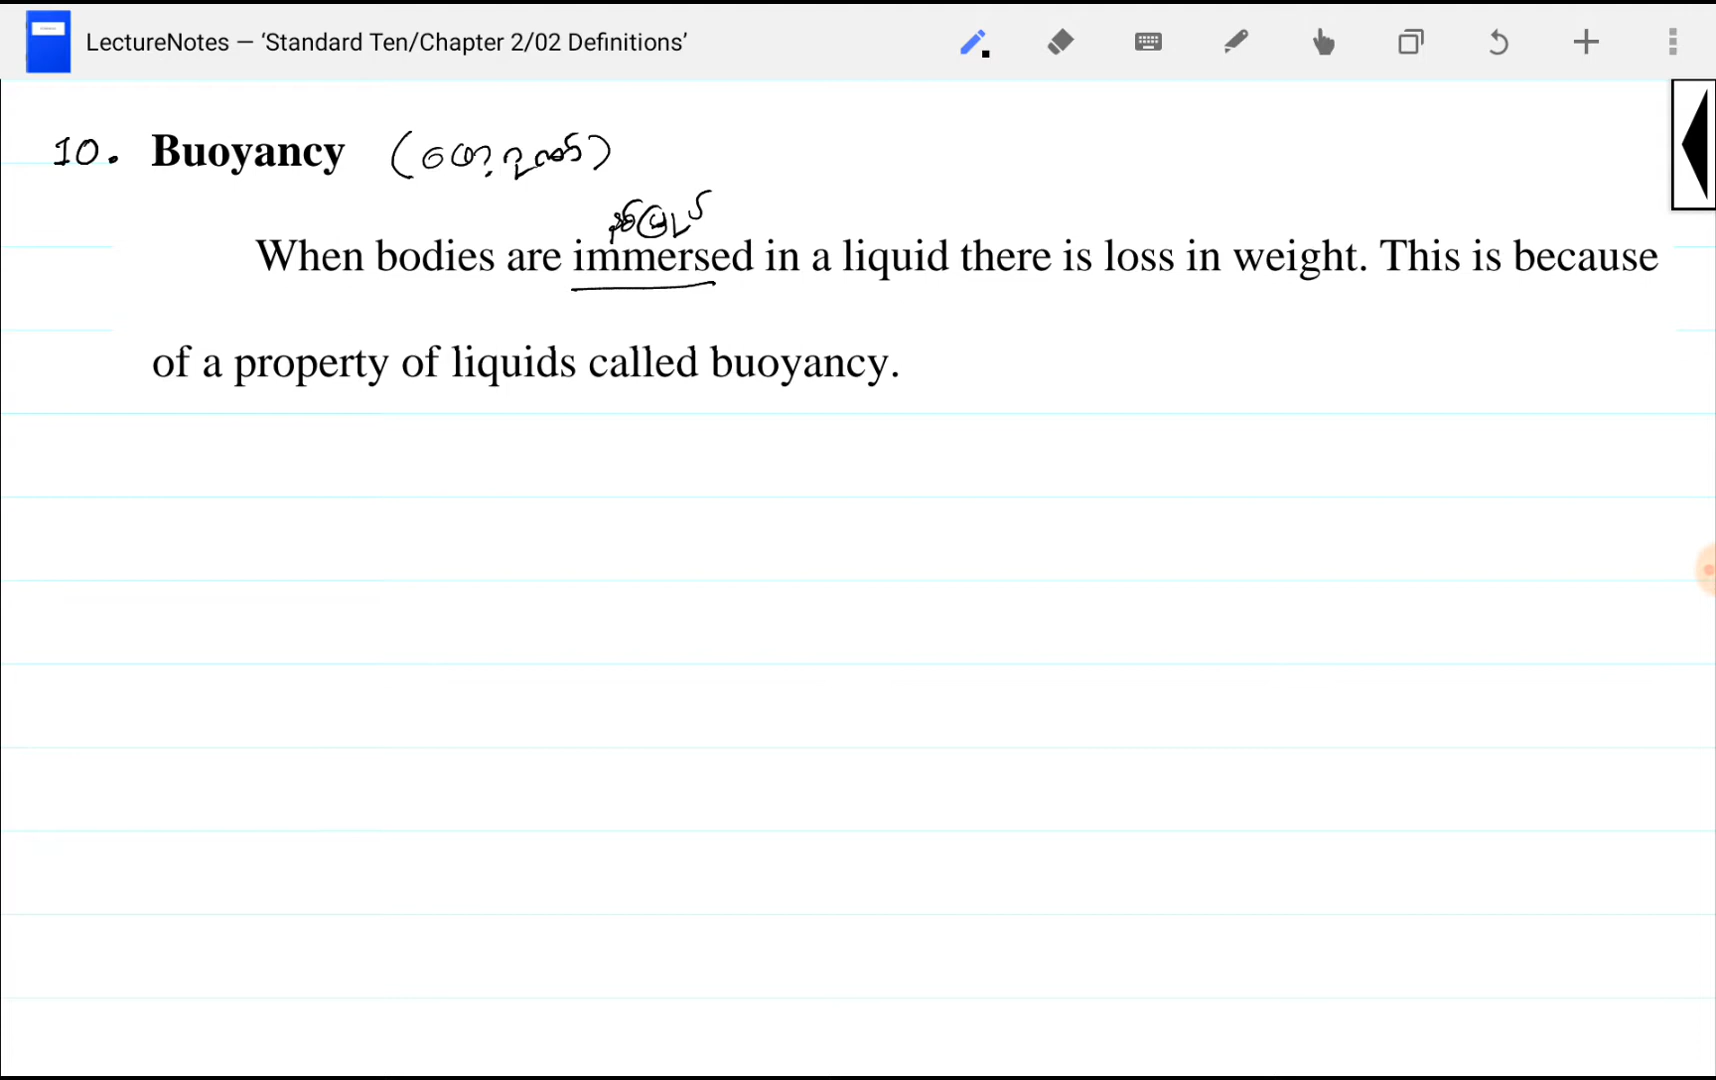 LectureNotes — ‘Standard Ten/Chapter 2/02 Definitions’
10. Buoyancy
When bodies are immersed in a liquid there is loss in weight. This is because
of a property of liquids called buoyancy.